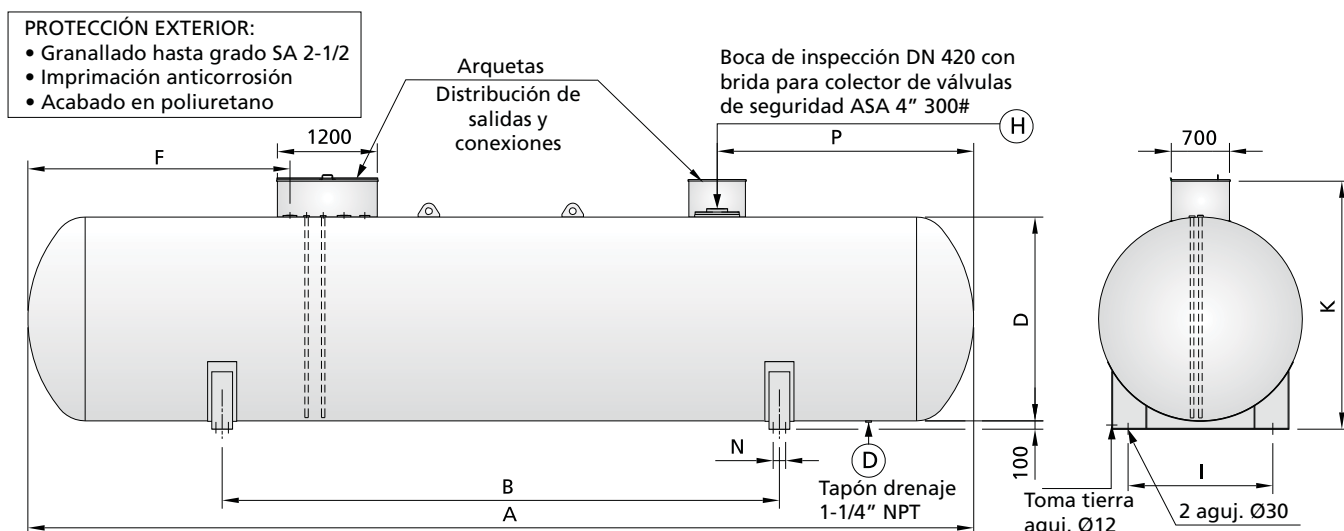 PROTECCIÓN EXTERIOR:
• Granallado hasta grado SA 2-1/2
• Imprimación anticorrosión
• Acabado en poliuretano
Arquetas
Distribución de
salidas y
conexiones
Boca de inspección DN 420 con
brida para colector de válvulas
de seguridad ASA 4” 300#
H
F
1200
P
700
D
K
N
100
D
Tapón drenaje
1-1/4” NPT
B
A
I
Toma tierra
aguj. Ø12
2 aguj. Ø30